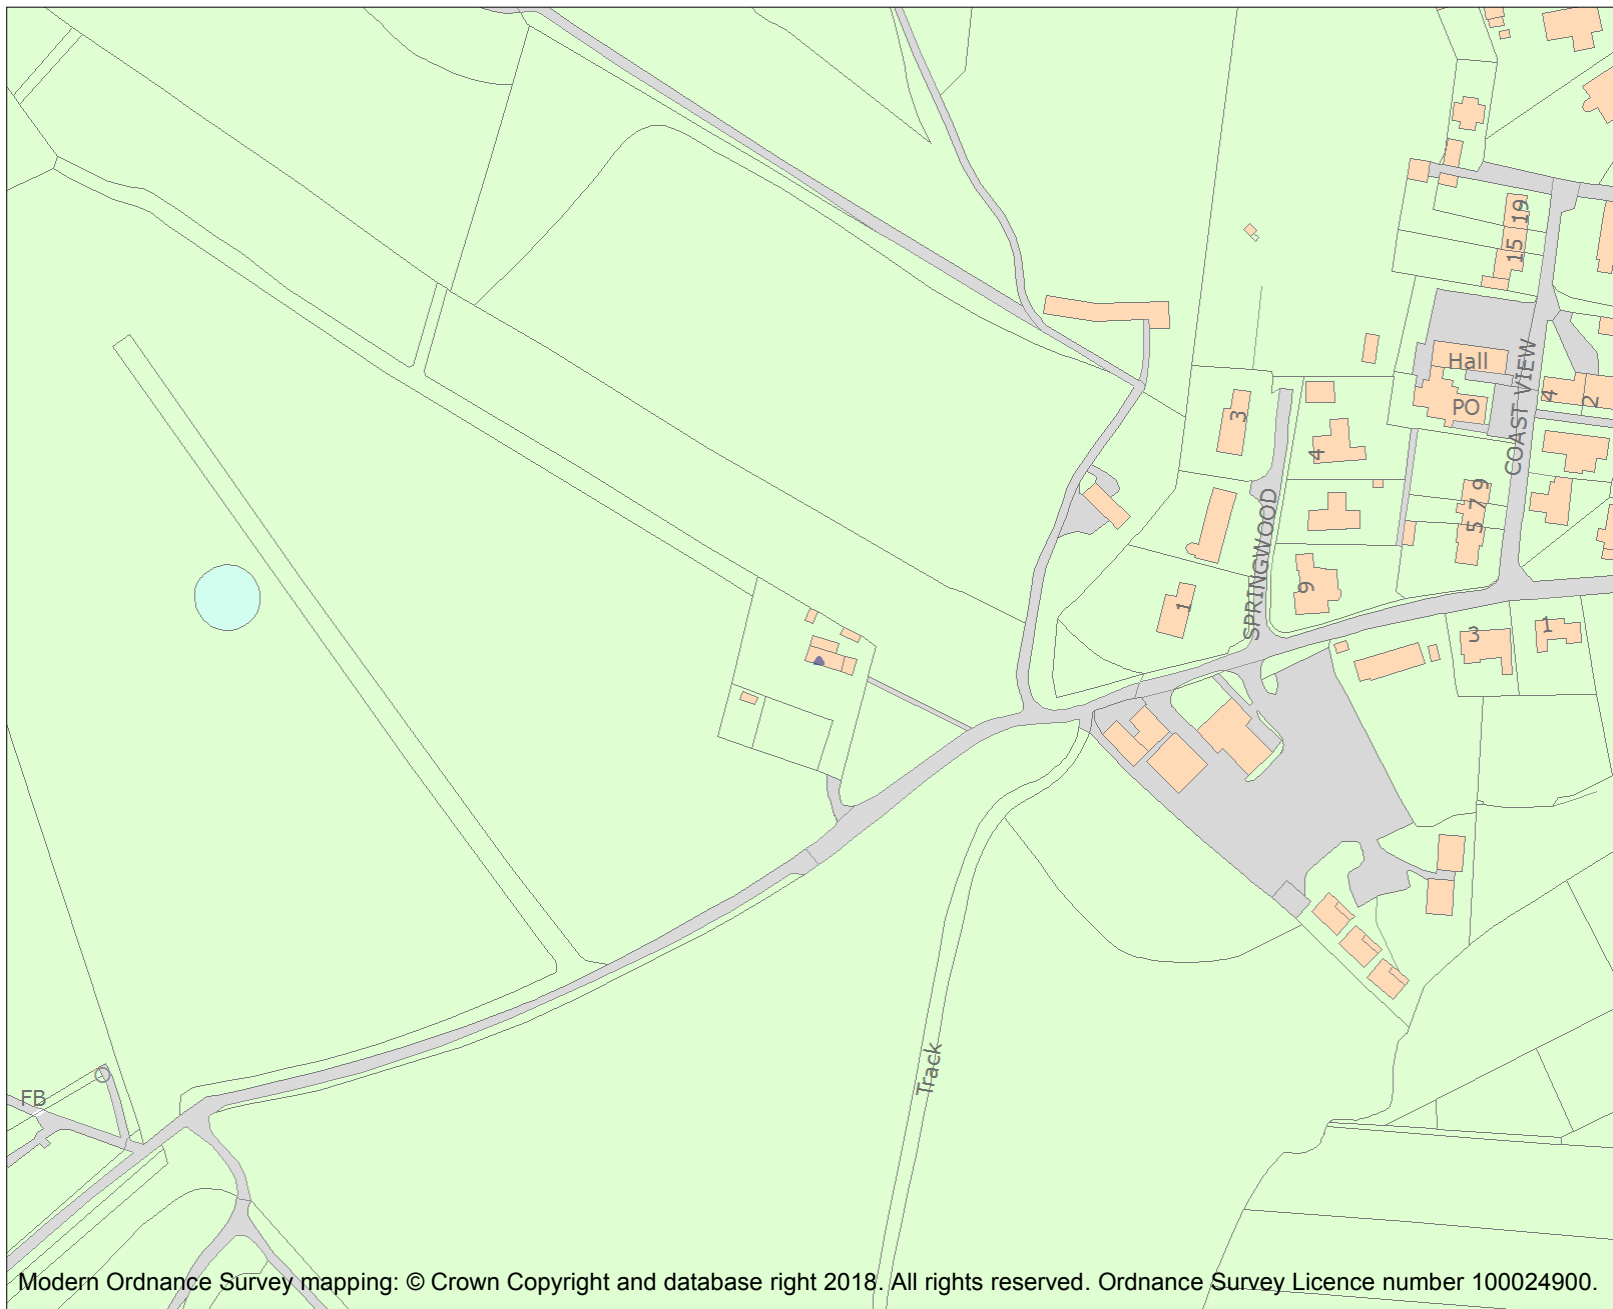 19
15
Hall
PO
COAST VIEW
4
2
3
4
9
7
5
SPRINGWOOD
1
9
3
1
Track
FB
Modern Ordnance Survey mapping: © Crown Copyright and database right 2018. All rights reserved. Ordnance Survey Licence number 100024900.